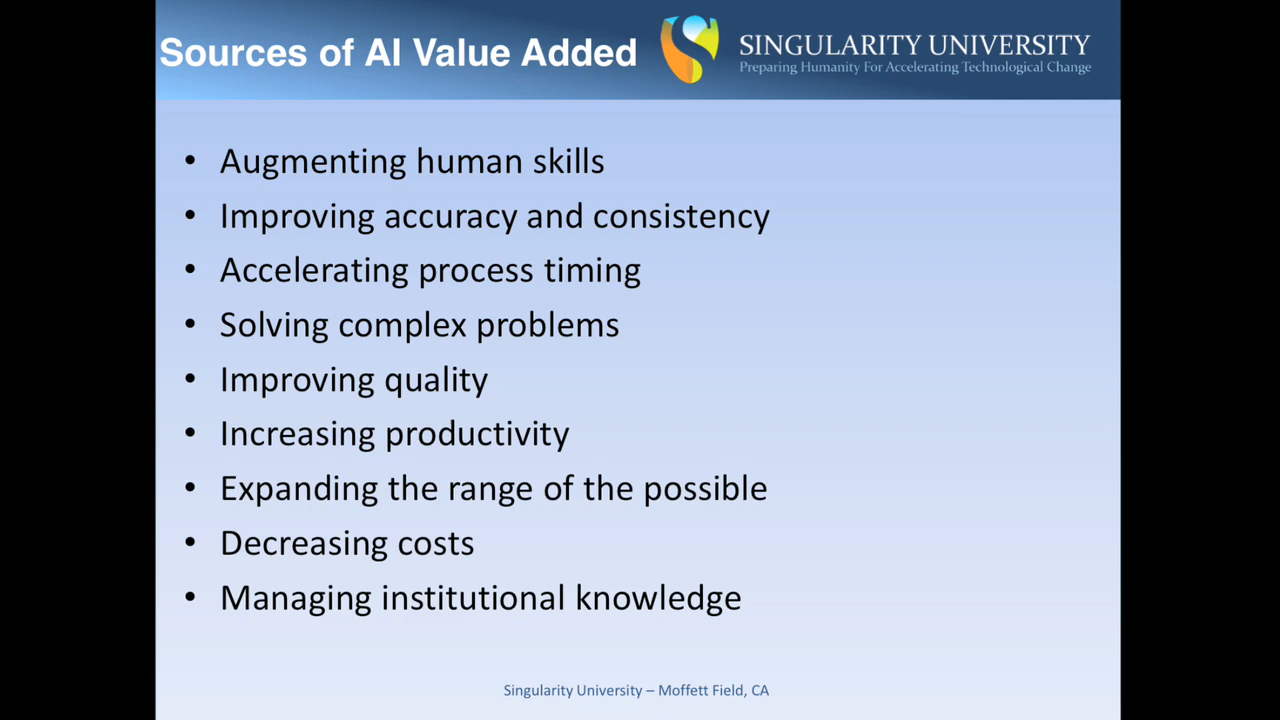 Sources of AI Value Added
SINGULARITY UNIVERSITY
Preparing Humanity For Accelerating Technological Change
• Augmenting human skills
• Improving accuracy and consistency
• Accelerating process timing
• Solving complex problems
• Improving quality
• Increasing productivity
• Expanding the range of the possible
• Decreasing costs
• Managing institutional knowledge
Singularity University – Moffett Field, CA